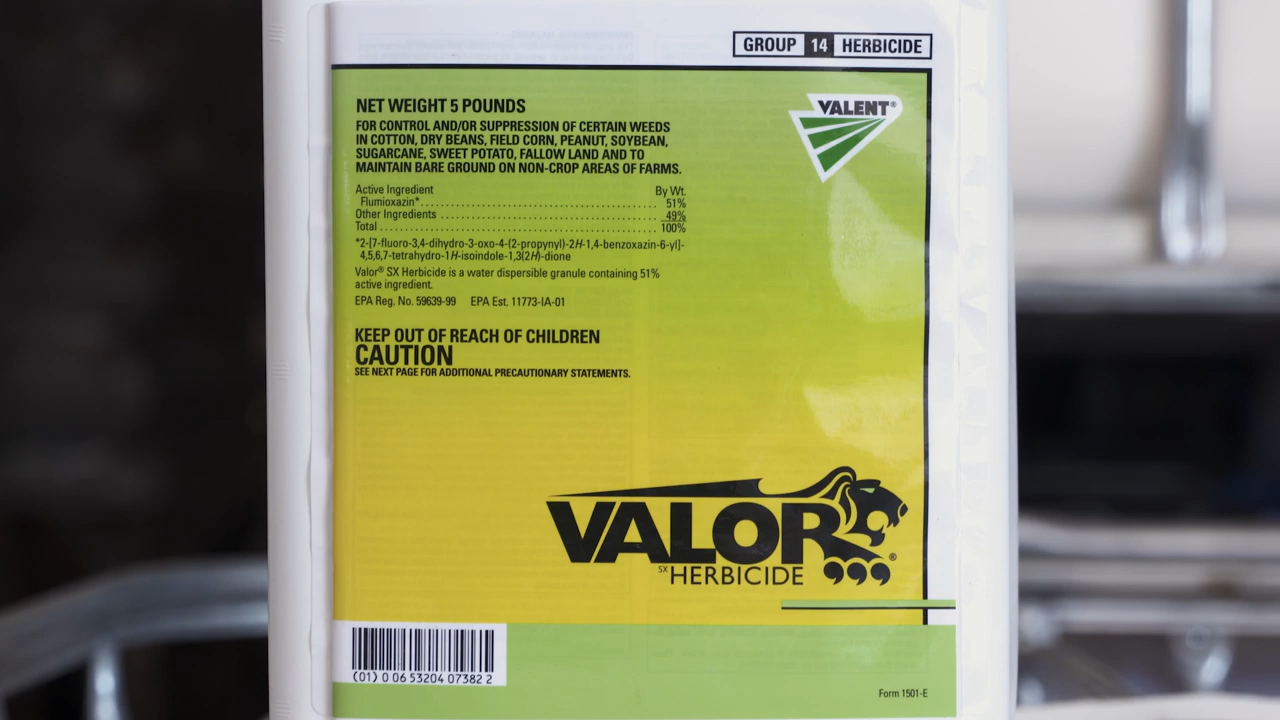 GROUP 14 HERBICIDE
NET WEIGHT 5 POUNDS
FOR CONTROL AND/OR SUPPRESSION OF CERTAIN WEEDS
IN COTTON, DRY BEANS, FIELD CORN, PEANUT, SOYBEAN,
SUGARCANE, SWEET POTATO, FALLOW LAND AND TO
MAINTAIN BARE GROUND ON NON-CROP AREAS OF FARMS.
VALENT®
Active Ingredient By Wt.
Flumioxazin*. . . . . . . . . . . . . . . . . . . . . . . . . . . . . . . . . . . . . . . . . . . . . 51%
Other Ingredients . . . . . . . . . . . . . . . . . . . . . . . . . . . . . . . . . . . . . . . . . 49%
Total . . . . . . . . . . . . . . . . . . . . . . . . . . . . . . . . . . . . . . . . . . . . . . . . . . . . 100%
*2-[7-fluoro-3,4-dihydro-3-oxo-4-(2-propynyl)-2H-1,4-benzoxazin-6-yl]-
4,5,6,7-tetrahydro-1H-isoindole-1,3(2H)-dione
Valor® SX Herbicide is a water dispersible granule containing 51%
active ingredient.
EPA Reg. No. 59639-99 EPA Est. 11773-IA-01
KEEP OUT OF REACH OF CHILDREN
CAUTION
SEE NEXT PAGE FOR ADDITIONAL PRECAUTIONARY STATEMENTS.
VALOR®
SX HERBICIDE
(01) 0 06 53204 07382 2
Form 1501-E